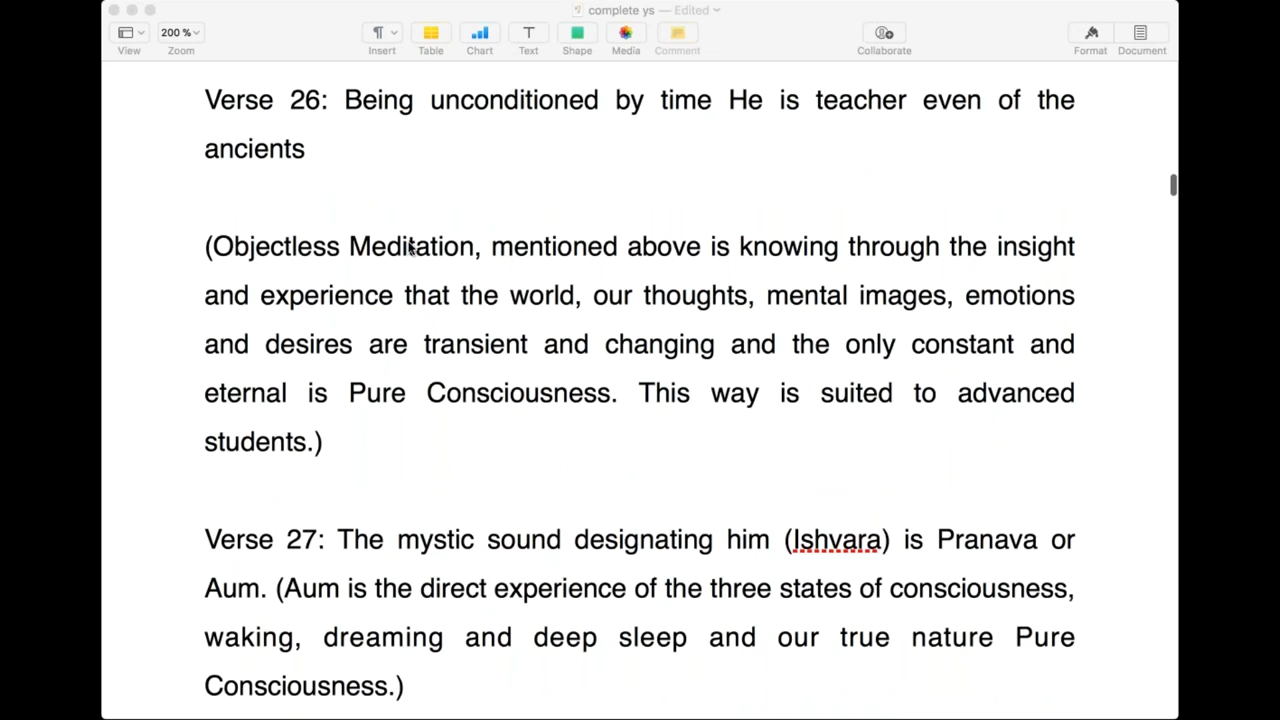 complete ys — Edited
200 %
View
Zoom
Insert
Table
Chart
Text
Shape
Media
Comment
Collaborate
Format
Document
Verse 26: Being unconditioned by time He is teacher even of the
ancients
(Objectless Meditation, mentioned above is knowing through the insight
and experience that the world, our thoughts, mental images, emotions
and desires are transient and changing and the only constant and
eternal is Pure Consciousness. This way is suited to advanced
students.)
Verse 27: The mystic sound designating him (Ishvara) is Pranava or
Aum. (Aum is the direct experience of the three states of consciousness,
waking, dreaming and deep sleep and our true nature Pure
Consciousness.)